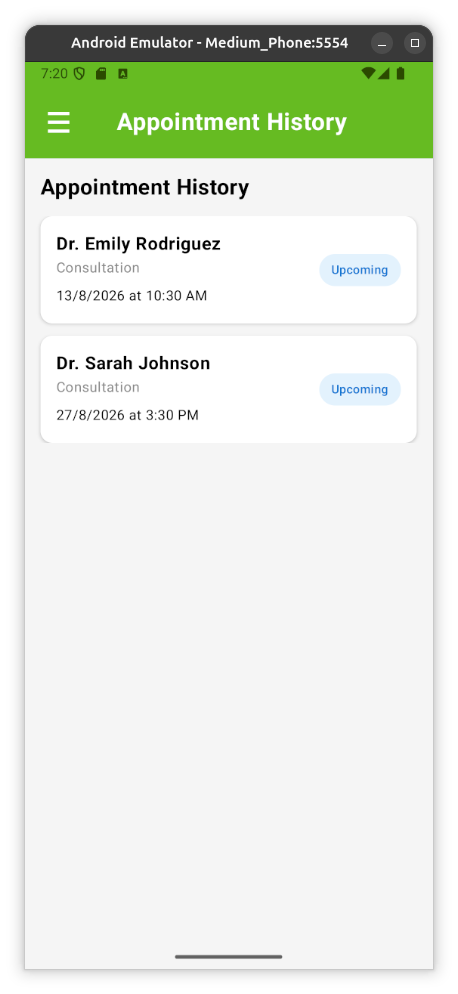 Android Emulator - Medium_Phone:5554
7:20
Appointment History
Appointment History
Dr. Emily Rodriguez
Consultation
13/8/2026 at 10:30 AM
Upcoming
Dr. Sarah Johnson
Consultation
27/8/2026 at 3:30 PM
Upcoming